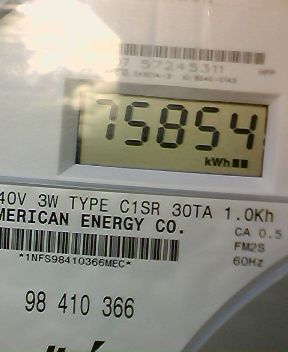 57245311
75854
kWh
40V 3W TYPE C1SR 30TA 1.0Kh
MERICAN ENERGY CO.
CA 0.5
FM2S
*1NFS98410366MEC*
60Hz
98 410 366